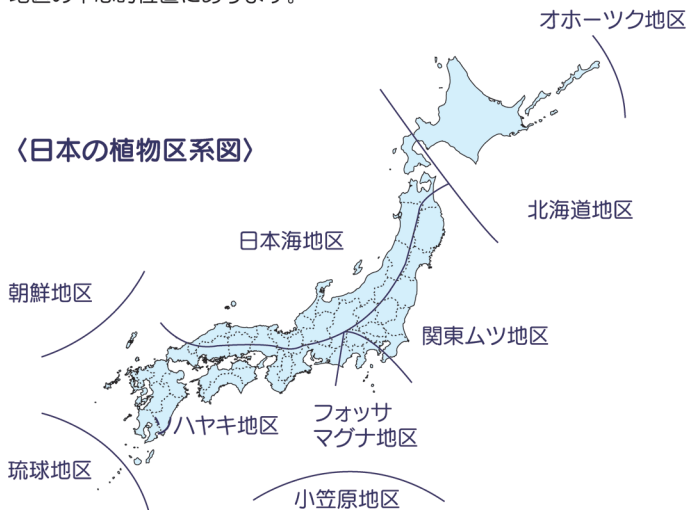 オホーツク地区
〈日本の植物区系図〉
北海道地区
日本海地区
朝鮮地区
関東ムツ地区
フォッサ
マグナ地区
ソハヤキ地区
琉球地区
小笠原地区